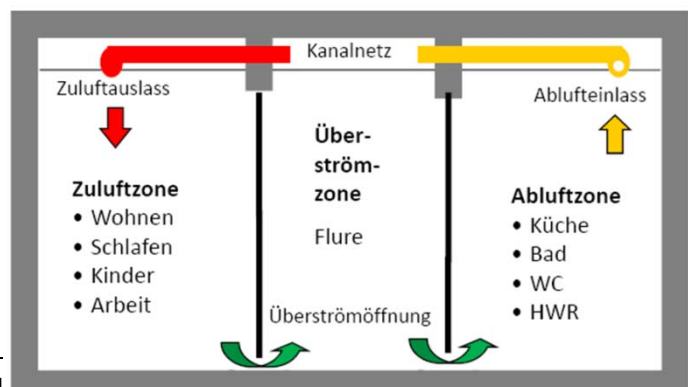 Kanalnetz
Zuluftauslass
Zuluftzone
• Wohnen
• Schlafen
• Kinder
• Arbeit
Über-
ström-
zone
Flure
Überströmöffnung
Ablufteinlass
Abluftzone
• Küche
• Bad
• WC
• HWR